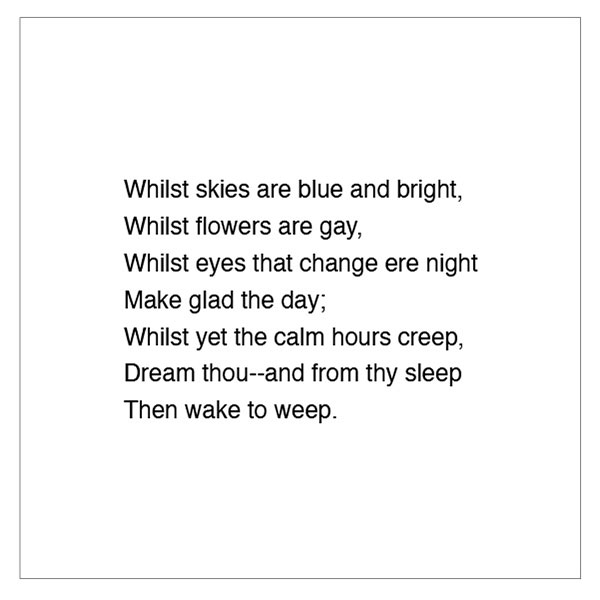 Whilst skies are blue and bright,
Whilst flowers are gay,
Whilst eyes that change ere night
Make glad the day;
Whilst yet the calm hours creep,
Dream thou--and from thy sleep
Then wake to weep.